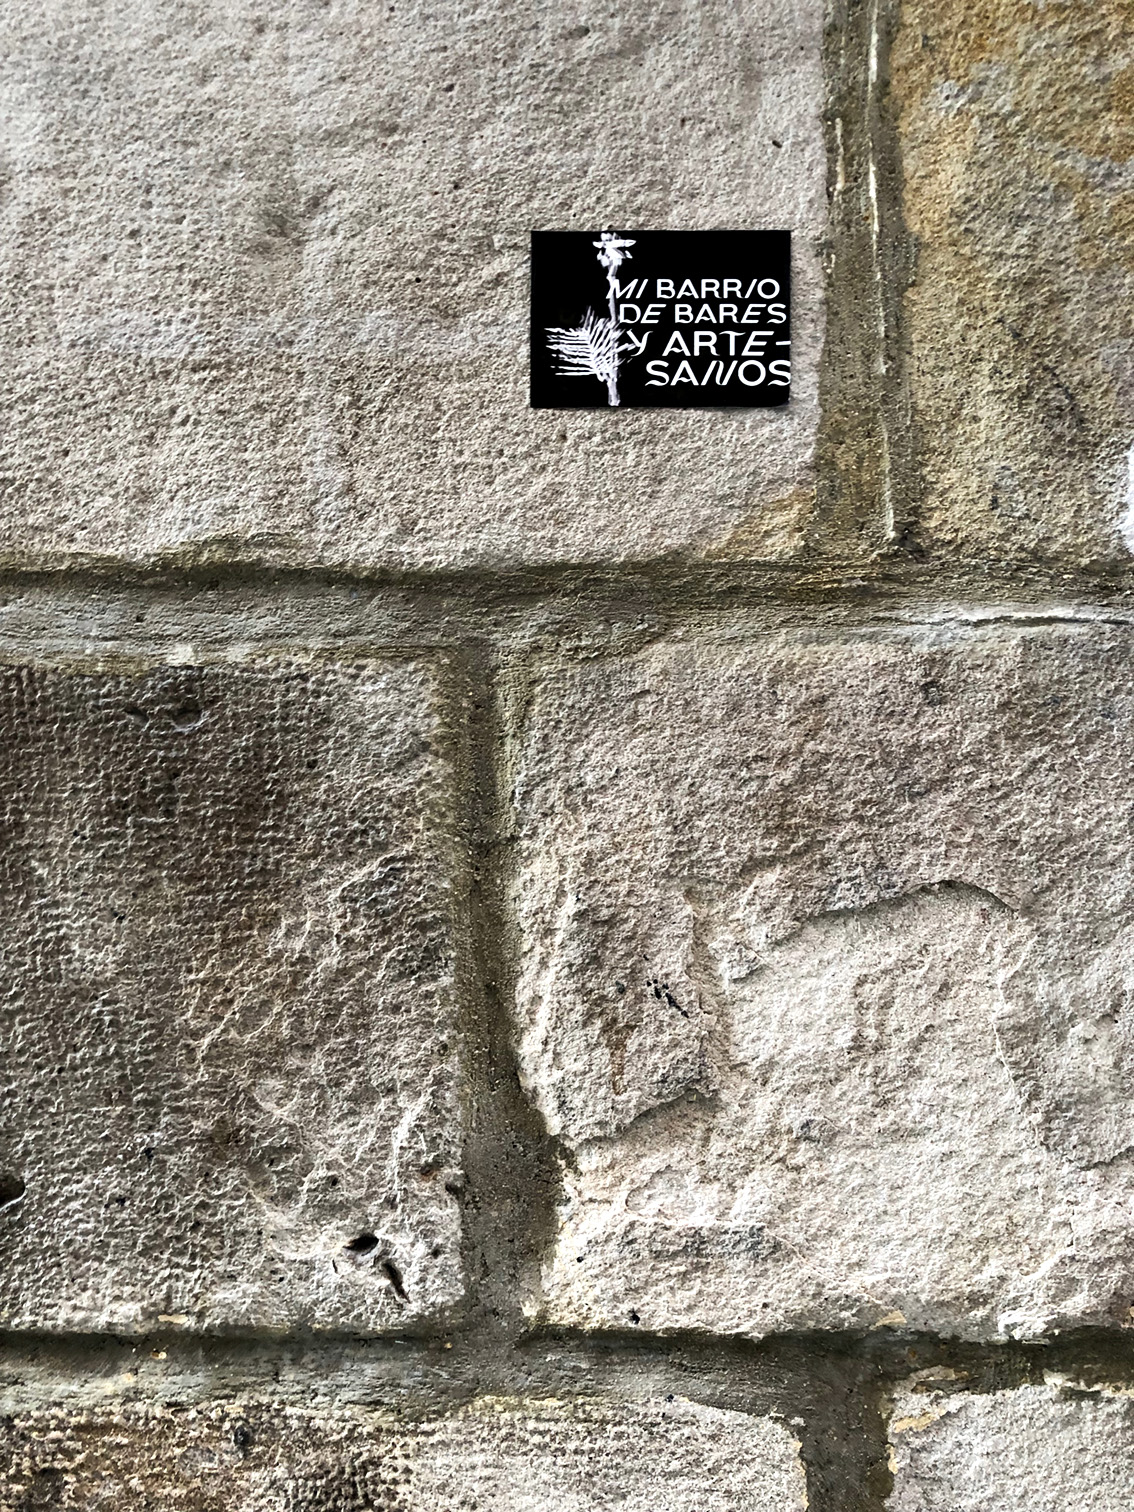 MI BARRIO
DE BARES
Y ARTE-
SANOS